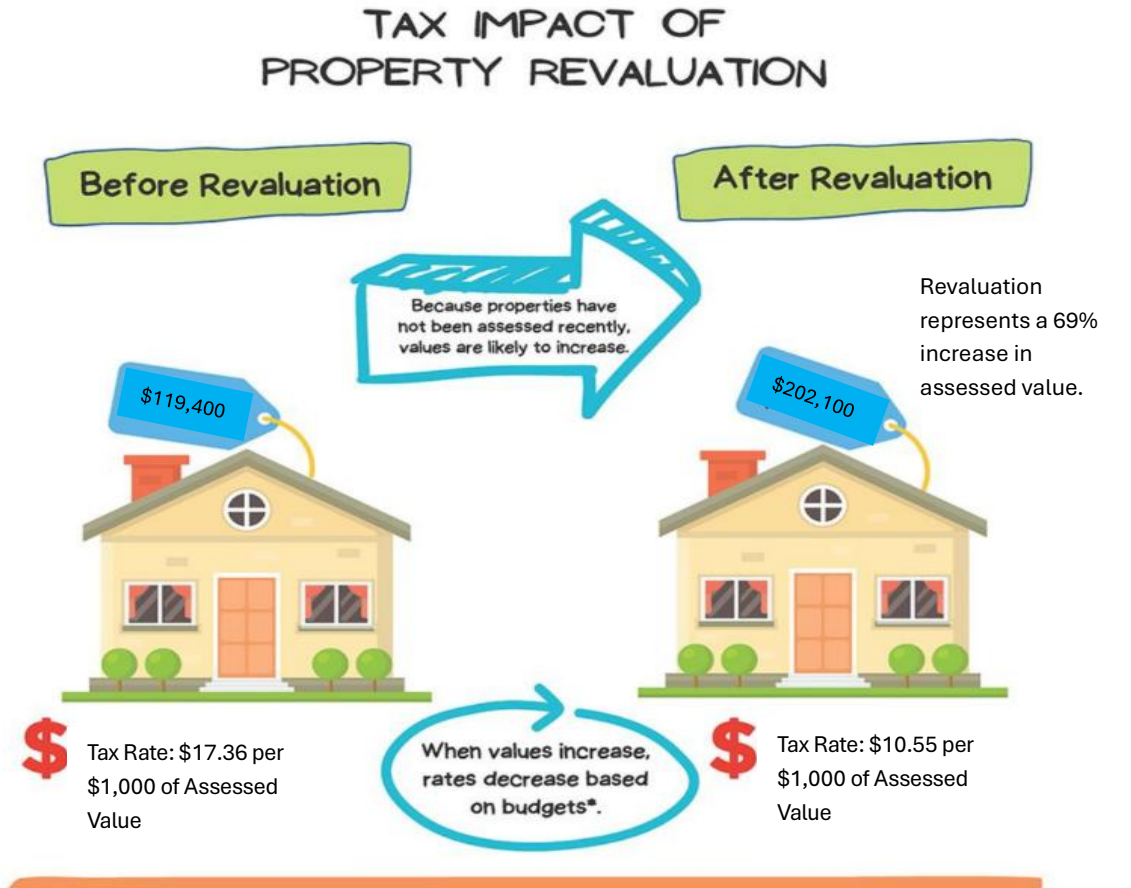 TAX IMPACT OF
PROPERTY REVALUATION
Before Revaluation
After Revaluation
Because properties have
not been assessed recently,
values are likely to increase.
Revaluation
represents a 69%
increase in
assessed value.
$119,400
$202,100
$
Tax Rate: $17.36 per
$1,000 of Assessed
Value
When values increase,
rates decrease based
on budgets*.
$
Tax Rate: $10.55 per
$1,000 of Assessed
Value